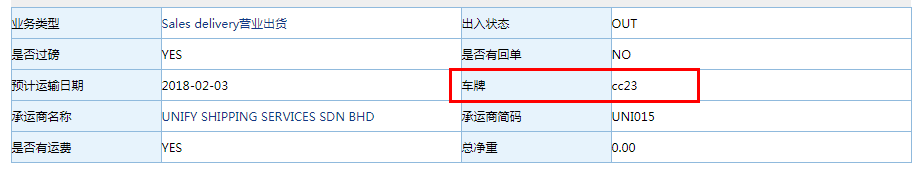 业务类型 Sales delivery营业出货 出入状态 OUT
是否过磅 YES 是否有回单 NO
预计运输日期 2018-02-03 车牌 cc23
承运商名称 UNIFY SHIPPING SERVICES SDN BHD 承运商简码 UNI015
是否有运费 YES 总净重 0.00